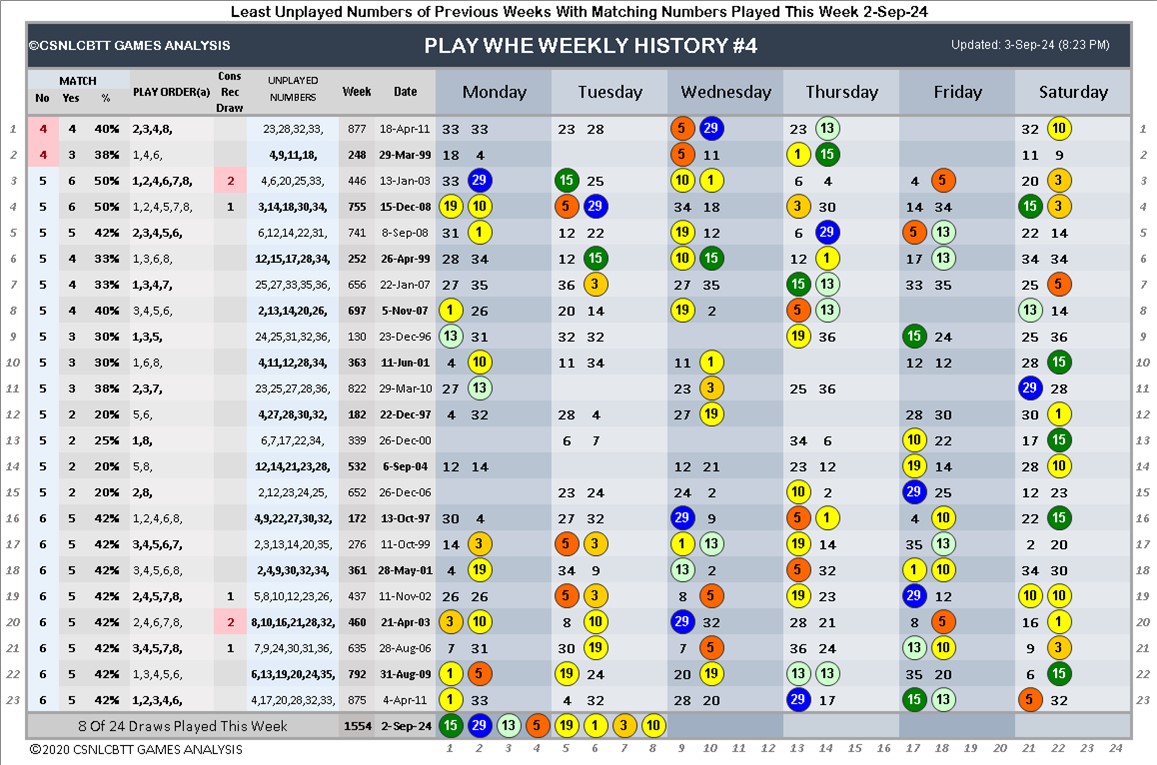 Least Unplayed Numbers of Previous Weeks With Matching Numbers Played This Week 2-Sep-24
©CSNLCBTT GAMES ANALYSIS PLAY WHE WEEKLY HISTORY #4 Updated: 3-Sep-24 (8:23 PM)
MATCH PLAY ORDER(a) Cons Rec Draw UNPLAYED NUMBERS Week Date Monday Tuesday Wednesday Thursday Friday Saturday
No Yes %
1 4 4 40% 2,3,4,8, 23,28,32,33, 877 18-Apr-11 33 33 23 28 5 29 23 13 32 10 1
2 4 3 38% 1,4,6, 4,9,11,18, 248 29-Mar-99 18 4 5 11 1 15 11 9 2
3 5 6 50% 1,2,4,6,7,8, 2 4,6,20,25,33, 446 13-Jan-03 33 29 15 25 10 1 6 4 4 5 20 3 3
4 5 6 50% 1,2,4,5,7,8, 1 3,14,18,30,34, 755 15-Dec-08 19 10 5 29 34 18 3 30 14 34 15 3 4
5 5 5 42% 2,3,4,5,6, 6,12,14,22,31, 741 8-Sep-08 31 1 12 22 19 12 6 29 5 13 22 14 5
6 5 4 33% 1,3,6,8, 12,15,17,28,34, 252 26-Apr-99 28 34 12 15 10 15 12 1 17 13 34 34 6
7 5 4 33% 1,3,4,7, 25,27,33,35,36, 656 22-Jan-07 27 35 36 3 27 35 15 13 33 35 25 5 7
8 5 4 40% 3,4,5,6, 2,13,14,20,26, 697 5-Nov-07 1 26 20 14 19 2 5 13 13 14 8
9 5 3 30% 1,3,5, 24,25,31,32,36, 130 23-Dec-96 13 31 32 32 19 36 15 24 25 36 9
10 5 3 30% 1,6,8, 4,11,12,28,34, 363 11-Jun-01 4 10 11 34 11 1 12 12 28 15 10
11 5 3 38% 2,3,7, 23,25,27,28,36, 822 29-Mar-10 27 13 23 3 25 36 29 28 11
12 5 2 20% 5,6, 4,27,28,30,32, 182 22-Dec-97 4 32 28 4 27 19 28 30 30 1 12
13 5 2 25% 1,8, 6,7,17,22,34, 339 26-Dec-00 6 7 34 6 10 22 17 15 13
14 5 2 20% 5,8, 12,14,21,23,28, 532 6-Sep-04 12 14 12 21 23 12 19 14 28 10 14
15 5 2 20% 2,8, 2,12,23,24,25, 652 26-Dec-06 23 24 24 2 10 2 29 25 12 23 15
16 6 5 42% 1,2,4,6,8, 4,9,22,27,30,32, 172 13-Oct-97 30 4 27 32 29 9 5 1 4 10 22 15 16
17 6 5 42% 3,4,5,6,7, 2,3,13,14,20,35, 276 11-Oct-99 14 3 5 3 1 13 19 14 35 13 2 20 17
18 6 5 42% 3,4,5,6,8, 2,4,9,30,32,34, 361 28-May-01 4 19 34 9 13 2 5 32 1 10 34 30 18
19 6 5 42% 2,4,5,7,8, 1 5,8,10,12,23,26, 437 11-Nov-02 26 26 5 3 8 5 19 23 29 12 10 10 19
20 6 5 42% 2,4,6,7,8, 2 8,10,16,21,28,32, 460 21-Apr-03 3 10 8 10 29 32 28 21 8 5 16 1 20
21 6 5 42% 3,4,5,7,8, 1 7,9,24,30,31,36, 635 28-Aug-06 7 31 30 19 7 5 36 24 13 10 9 3 21
22 6 5 42% 1,3,4,5,6, 6,13,19,20,24,35, 792 31-Aug-09 1 5 19 24 20 19 13 13 35 20 6 15 22
23 6 5 42% 1,2,3,4,6, 4,17,20,28,32,33, 875 4-Apr-11 1 33 4 32 28 20 29 17 15 13 5 32 23
8 Of 24 Draws Played This Week 1554 2-Sep-24 15 29 13 5 19 1 3 10
©2020 CSNLCBTT GAMES ANALYSIS 1 2 3 4 5 6 7 8 9 10 11 12 13 14 15 16 17 18 19 20 21 22 23 24